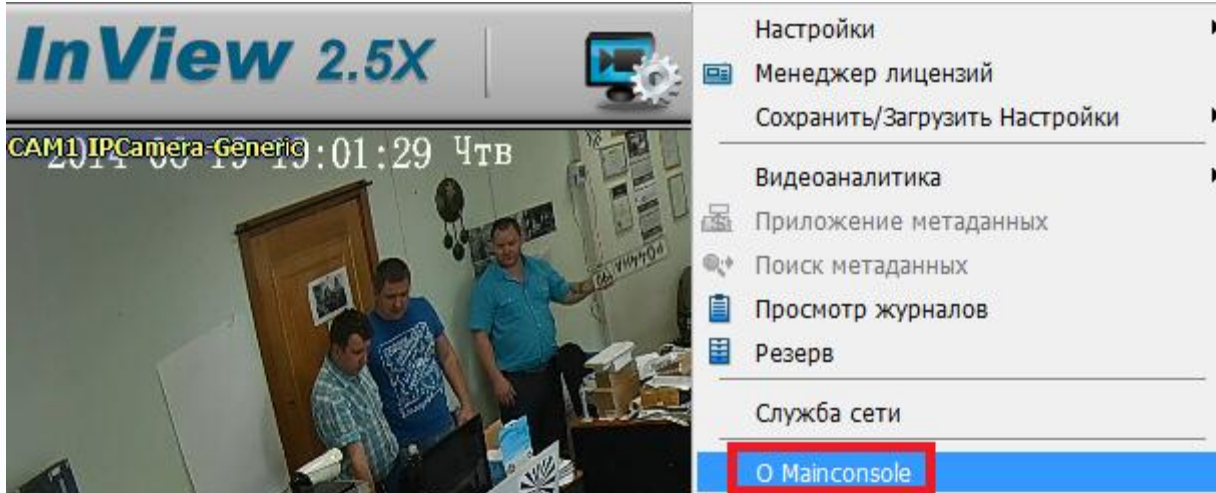 InView 2.5X
CAM1 IPCamera-Generic
:01:29 Чтв
Настройки
Менеджер лицензий
Сохранить/Загрузить Настройки
Видеоаналитика
Приложение метаданных
Поиск метаданных
Просмотр журналов
Резерв
Служба сети
О Mainconsole